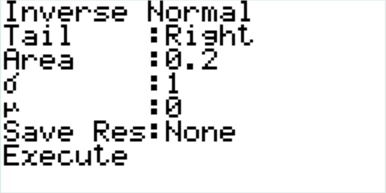 Inverse Normal
Tail :Right
Area :0.2
σ :1
μ :0
Save Res:None
Execute